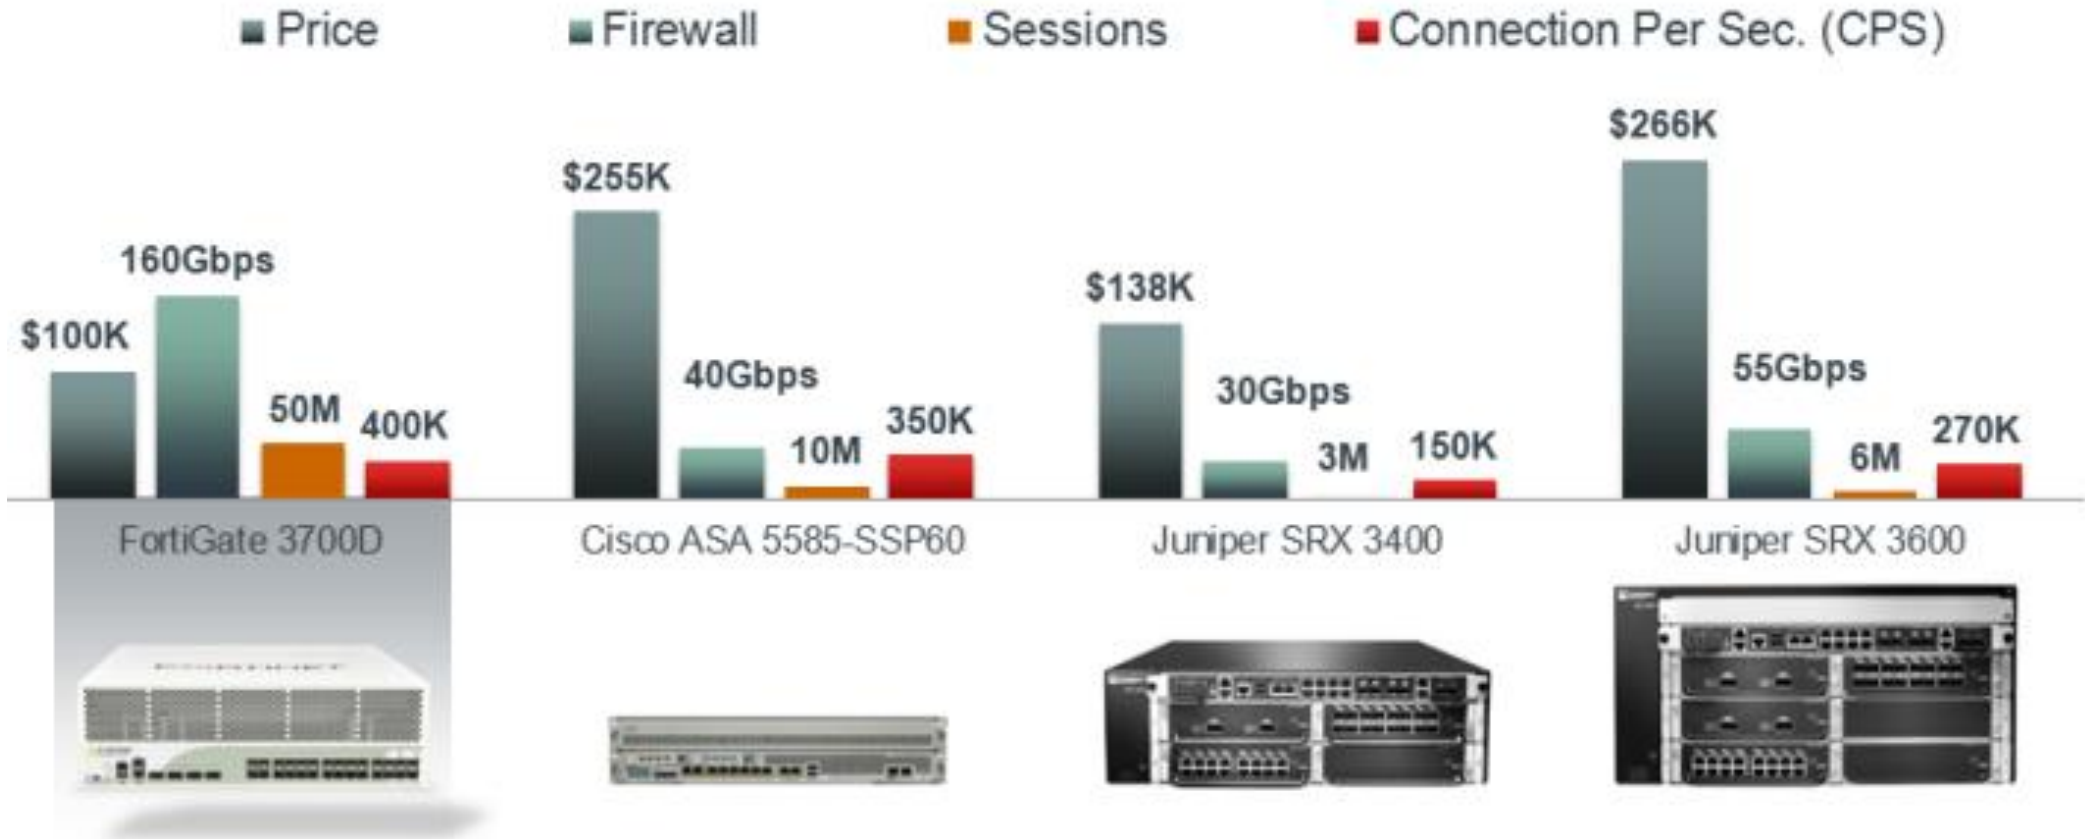 Price
Firewall
Sessions
Connection Per Sec. (CPS)
$100K
160Gbps
50M
400K
$255K
40Gbps
10M
350K
$138K
30Gbps
3M
150K
$266K
55Gbps
6M
270K
FortiGate 3700D
Cisco ASA 5585-SSP60
Juniper SRX 3400
Juniper SRX 3600
FORTINET